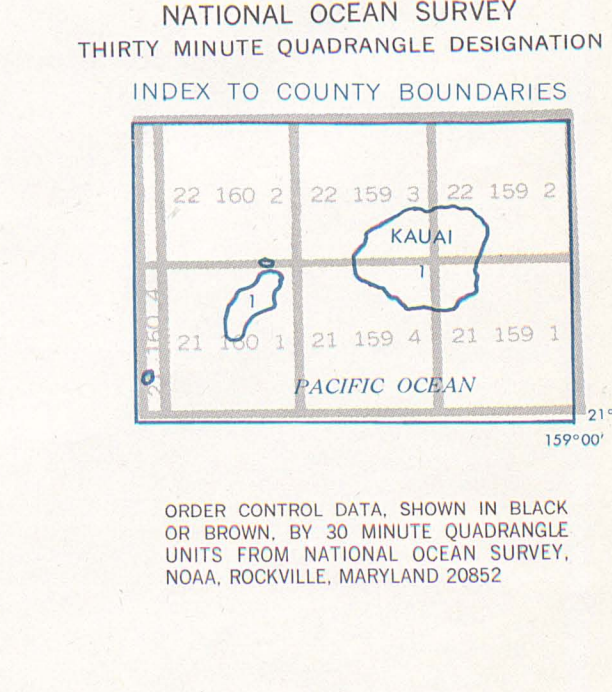 NATIONAL OCEAN SURVEY
THIRTY MINUTE QUADRANGLE DESIGNATION
INDEX TO COUNTY BOUNDARIES
22 160 2 22 159 3 22 159 2
KAUAI
1
1
21 160 4
21 160 1 21 159 4 21 159 1
PACIFIC OCEAN
21°
159°00′
ORDER CONTROL DATA, SHOWN IN BLACK
OR BROWN, BY 30 MINUTE QUADRANGLE
UNITS FROM NATIONAL OCEAN SURVEY,
NOAA, ROCKVILLE, MARYLAND 20852